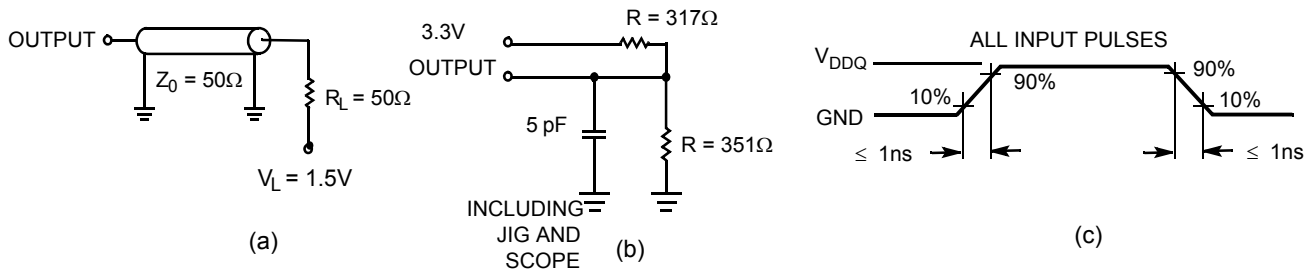 OUTPUT
Z0 = 50Ω
RL = 50Ω
VL = 1.5V
(a)
R = 317Ω
3.3V
OUTPUT
5 pF
R = 351Ω
INCLUDING
JIG AND
SCOPE
(b)
ALL INPUT PULSES
VDDQ
90%
90%
10%
10%
GND
≤ 1ns
≤ 1ns
(c)